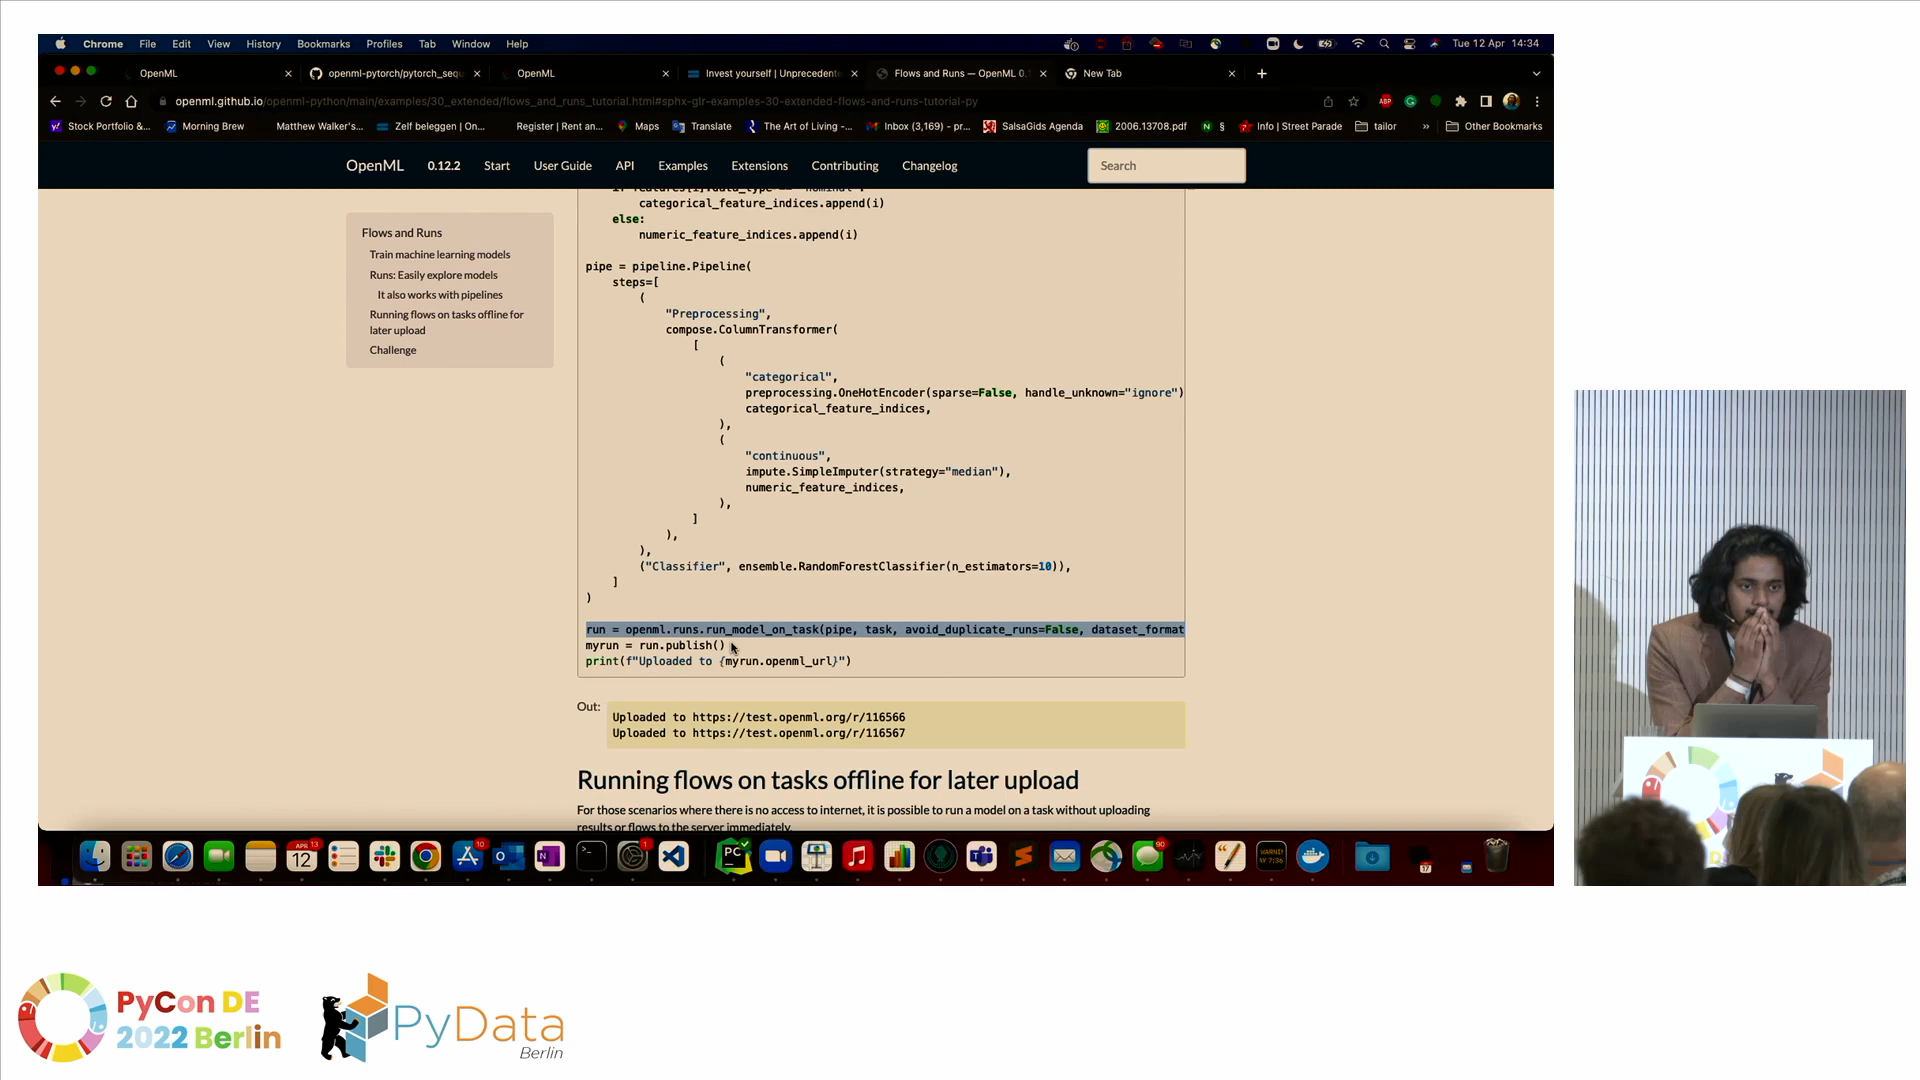 Chrome File Edit View History Bookmarks Profiles Tab Window Help
Tue 12 Apr 14:34
OpenML
openml-pytorch/pytorch_sequ
OpenML
Invest yourself | Unprecedent
Flows and Runs — OpenML 0.
New Tab
openml.github.io/openml-python/main/examples/30_extended/flows_and_runs_tutorial.html#sphx-glr-examples-30-extended-flows-and-runs-tutorial-py
Stock Portfolio &... Morning Brew Matthew Walker's... Zelf beleggen | On... Register | Rent an... Maps Translate The Art of Living -... Inbox (3,169) - pr... SalsaGids Agenda 2006.13708.pdf § Info | Street Parade tailor » Other Bookmarks
OpenML 0.12.2 Start User Guide API Examples Extensions Contributing Changelog Search
Flows and Runs
Train machine learning models
Runs: Easily explore models
It also works with pipelines
Running flows on tasks offline for
later upload
Challenge
categorical_feature_indices.append(i)
else:
numeric_feature_indices.append(i)
pipe = pipeline.Pipeline(
steps=[
(
"Preprocessing",
compose.ColumnTransformer(
[
(
"categorical",
preprocessing.OneHotEncoder(sparse=False, handle_unknown="ignore")
categorical_feature_indices,
),
(
"continuous",
impute.SimpleImputer(strategy="median"),
numeric_feature_indices,
),
]
),
),
("Classifier", ensemble.RandomForestClassifier(n_estimators=10)),
]
)
run = openml.runs.run_model_on_task(pipe, task, avoid_duplicate_runs=False, dataset_format
myrun = run.publish()
print(f"Uploaded to {myrun.openml_url}")
Out:
Uploaded to https://test.openml.org/r/116566
Uploaded to https://test.openml.org/r/116567
Running flows on tasks offline for later upload
For those scenarios where there is no access to internet, it is possible to run a model on a task without uploading
results or flows to the server immediately.
PyCon DE
2022 Berlin
PyData
Berlin